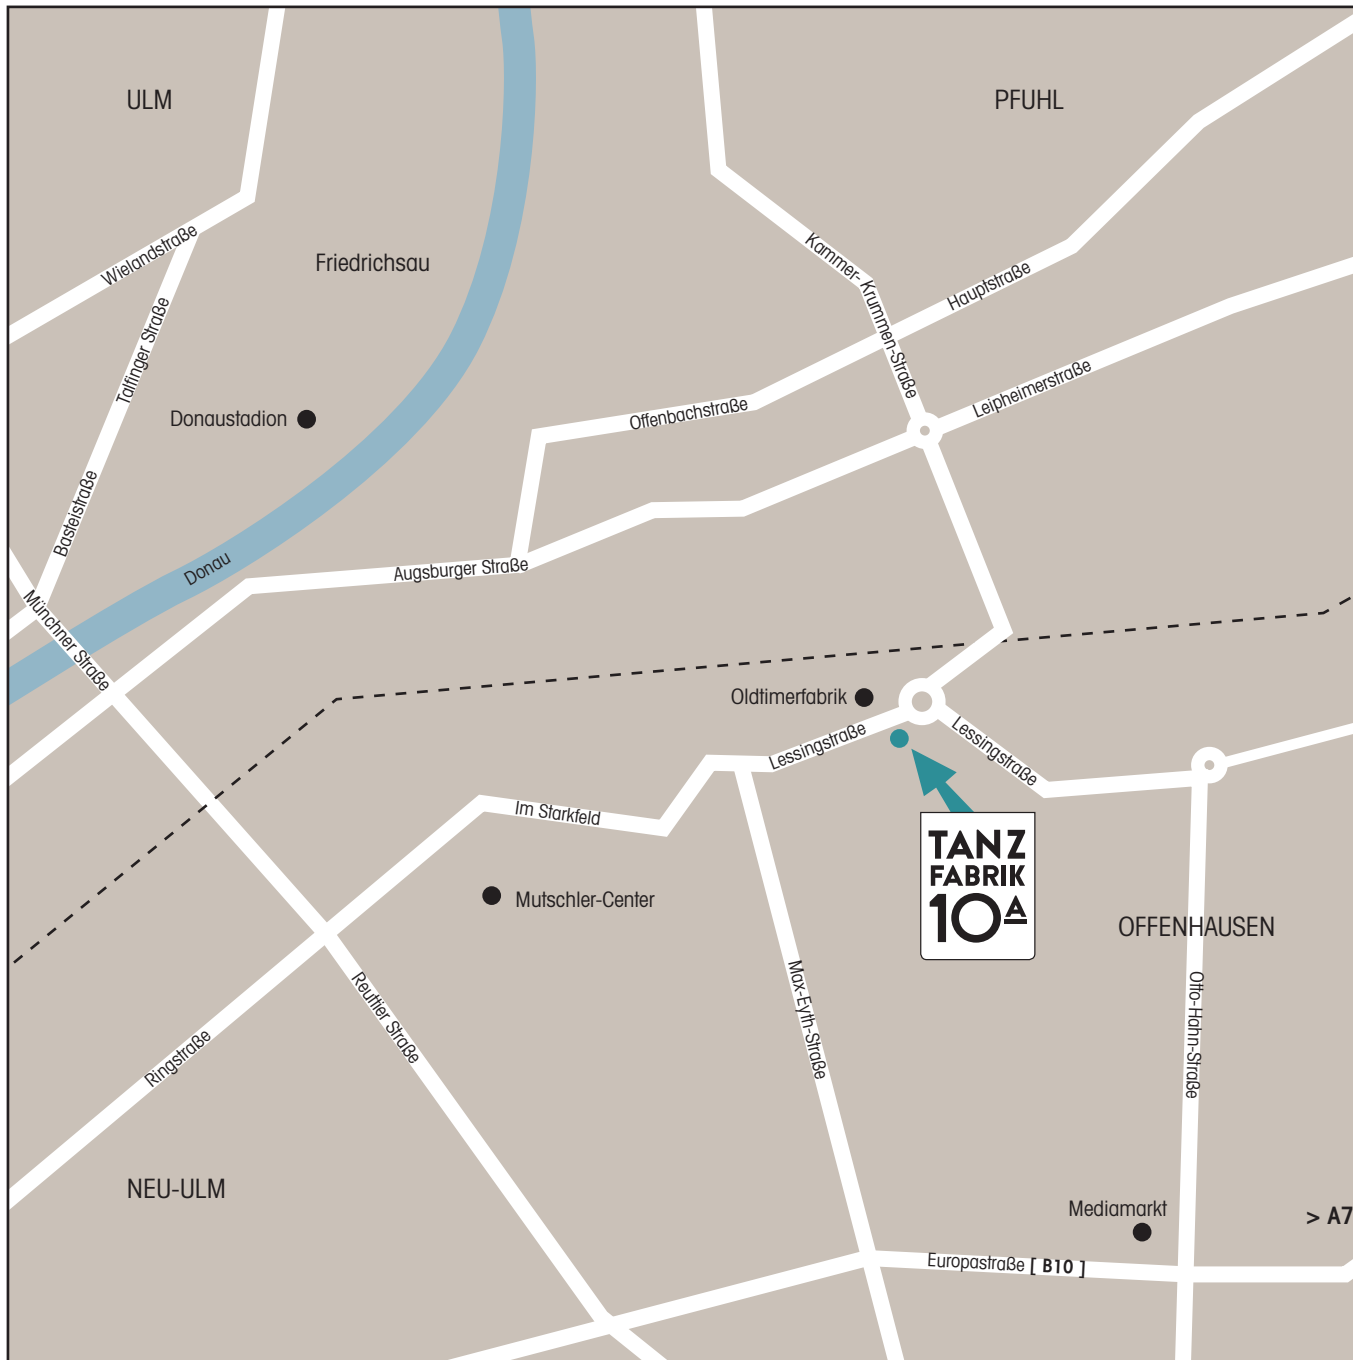 ULM
PFUHL
Wielandstraße
Friedrichsau
Kammer-Krummen-Straße
Hauptstraße
Talfinger Straße
Leipheimerstraße
Offenbachstraße
Donaustadion
Basteistraße
Donau
Augsburger Straße
Münchner Straße
Oldtimerfabrik
Lessingstraße
Lessingstraße
Im Starkfeld
TANZ
FABRIK
10A
Mutschler-Center
OFFENHAUSEN
Reuttier Straße
Max-Eyth-Straße
Otto-Hahn-Straße
Ringstraße
NEU-ULM
Mediamarkt
> A7
Europastraße [ B10 ]